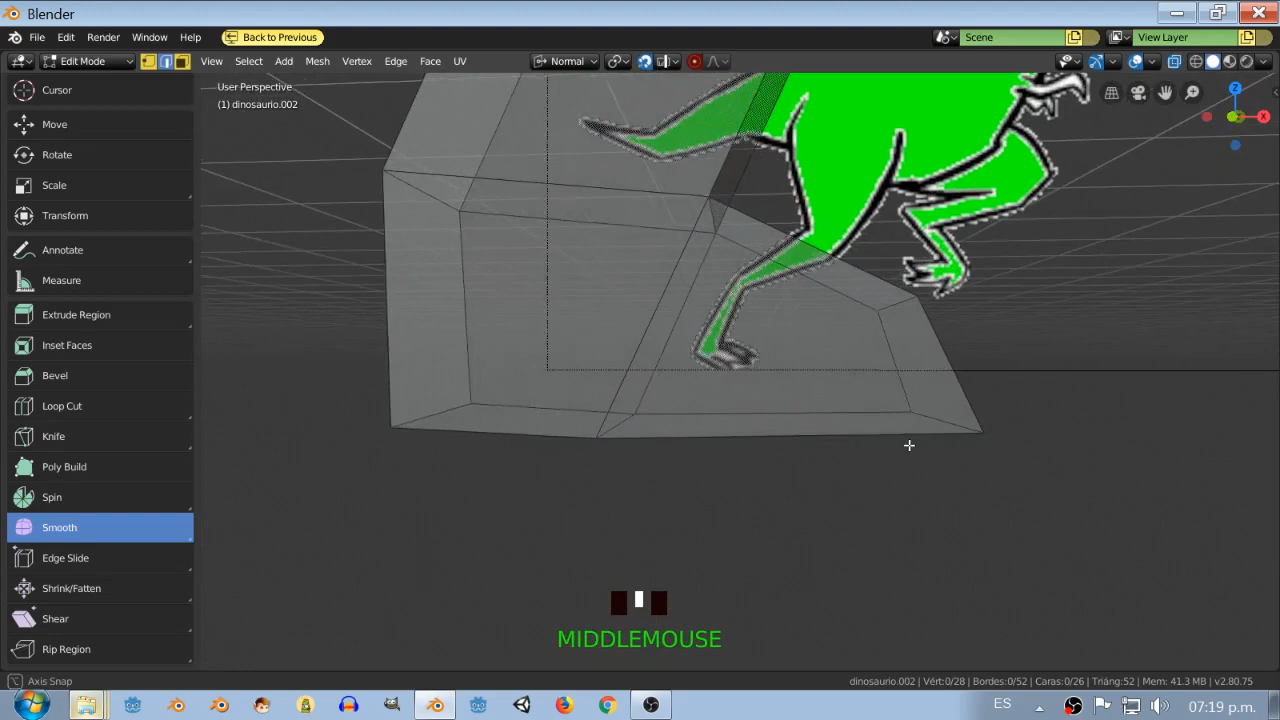 Blender
File Edit Render Window Help Back to Previous Scene View Layer
Edit Mode View Select Add Mesh Vertex Edge Face UV Normal
User Perspective
(1) dinosaurio.002
Z
X
Cursor
Move
Rotate
Scale
Transform
Annotate
Measure
Extrude Region
Inset Faces
Bevel
Loop Cut
Knife
Poly Build
Spin
Smooth
Edge Slide
Shrink/Fatten
Shear
Rip Region
MIDDLEMOUSE
Axis Snap
dinosaurio.002 | Vért:0/28 | Bordes:0/52 | Caras:0/26 | Triáng:52 | Mem: 41.3 MB | v2.80.75
ES 07:19 p.m.